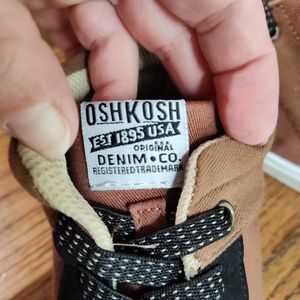 OSHKOSH
EST 1895 USA
ORIGINAL
DENIM • CO.
REGISTERED TRADEMARK